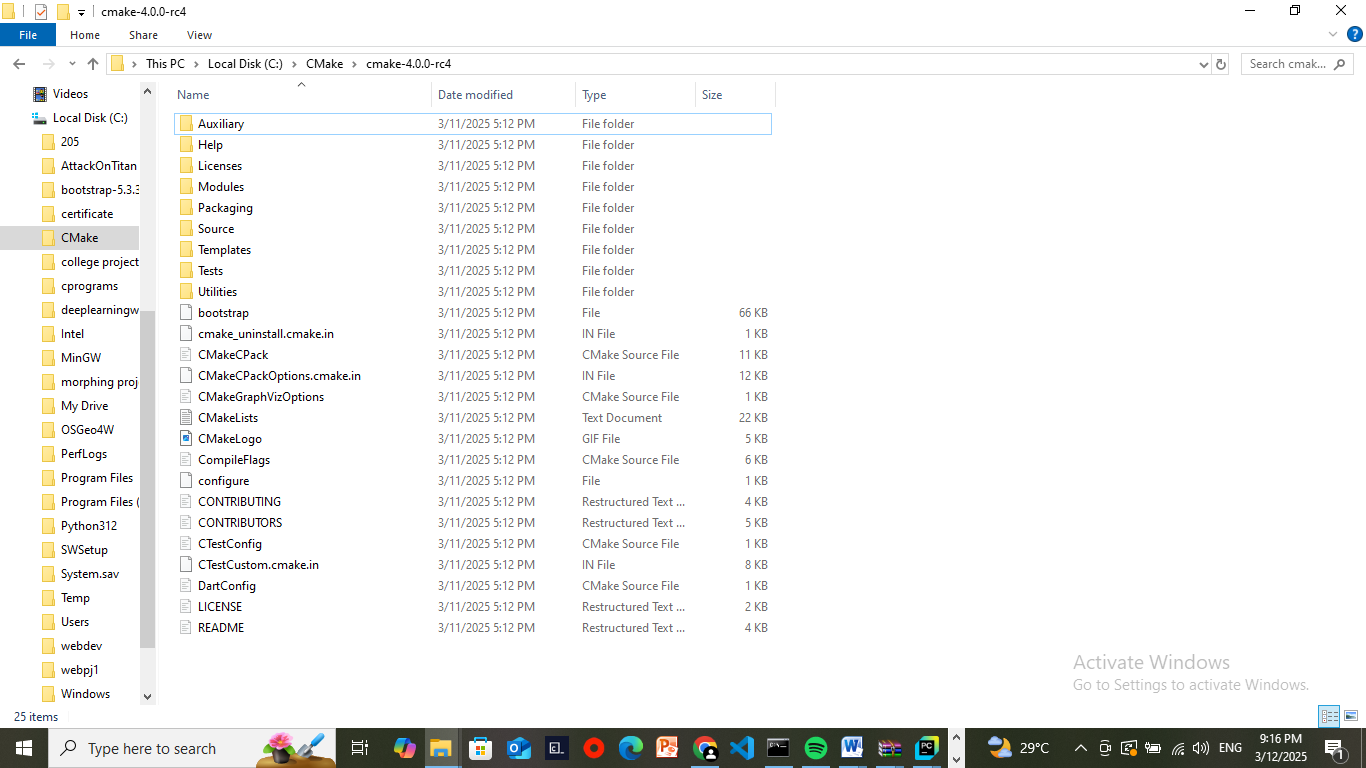 cmake-4.0.0-rc4
File Home Share View
This PC Local Disk (C:) CMake cmake-4.0.0-rc4 Search cmak...
Name Date modified Type Size
Videos
Local Disk (C:)
205
AttackOnTitan
bootstrap-5.3.3
certificate
CMake
college project
cprograms
deeplearningw
Intel
MinGW
morphing proj
My Drive
OSGeo4W
PerfLogs
Program Files
Program Files (
Python312
SWSetup
System.sav
Temp
Users
webdev
webpj1
Windows
Auxiliary 3/11/2025 5:12 PM File folder
Help 3/11/2025 5:12 PM File folder
Licenses 3/11/2025 5:12 PM File folder
Modules 3/11/2025 5:12 PM File folder
Packaging 3/11/2025 5:12 PM File folder
Source 3/11/2025 5:12 PM File folder
Templates 3/11/2025 5:12 PM File folder
Tests 3/11/2025 5:12 PM File folder
Utilities 3/11/2025 5:12 PM File folder
bootstrap 3/11/2025 5:12 PM File 66 KB
cmake_uninstall.cmake.in 3/11/2025 5:12 PM IN File 1 KB
CMakeCPack 3/11/2025 5:12 PM CMake Source File 11 KB
CMakeCPackOptions.cmake.in 3/11/2025 5:12 PM IN File 12 KB
CMakeGraphVizOptions 3/11/2025 5:12 PM CMake Source File 1 KB
CMakeLists 3/11/2025 5:12 PM Text Document 22 KB
CMakeLogo 3/11/2025 5:12 PM GIF File 5 KB
CompileFlags 3/11/2025 5:12 PM CMake Source File 6 KB
configure 3/11/2025 5:12 PM File 1 KB
CONTRIBUTING 3/11/2025 5:12 PM Restructured Text ... 4 KB
CONTRIBUTORS 3/11/2025 5:12 PM Restructured Text ... 5 KB
CTestConfig 3/11/2025 5:12 PM CMake Source File 1 KB
CTestCustom.cmake.in 3/11/2025 5:12 PM IN File 8 KB
DartConfig 3/11/2025 5:12 PM CMake Source File 1 KB
LICENSE 3/11/2025 5:12 PM Restructured Text ... 2 KB
README 3/11/2025 5:12 PM Restructured Text ... 4 KB
Activate Windows
Go to Settings to activate Windows.
25 items
Type here to search 29°C ENG 9:16 PM
3/12/2025